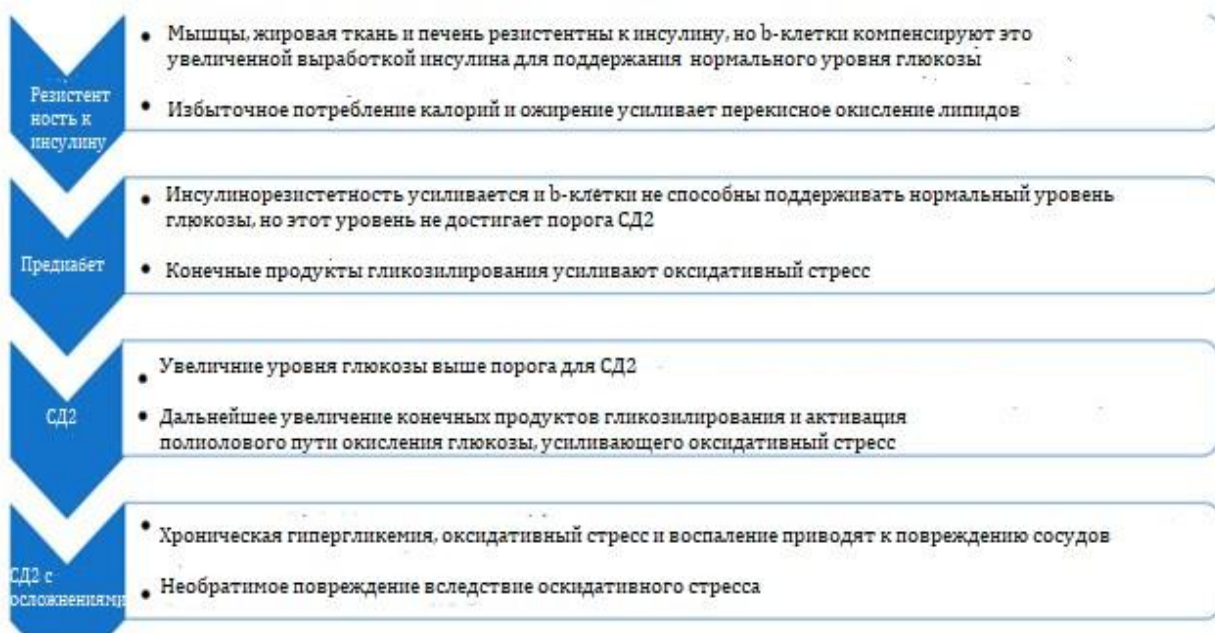 Резистент
ность к
инсулину
• Мышцы, жировая ткань и печень резистентны к инсулину, но b-клетки компенсируют это
увеличенной выработкой инсулина для поддержания нормального уровня глюкозы
• Избыточное потребление калорий и ожирение усиливает перекисное окисление липидов
Предиабет
• Инсулинорезистетность усиливается и b-клетки не способны поддерживать нормальный уровень
глюкозы, но этот уровень не достигает порога СД2
• Конечные продукты гликозилирования усиливают оксидативный стресс
СД2
• Увеличние уровня глюкозы выше порога для СД2
• Дальнейшее увеличение конечных продуктов гликозилирования и активация
полиолового пути окисления глюкозы, усиливающего оксидативный стресс
СД2 с
осложнениями
• Хроническая гипергликемия, оксидативный стресс и воспаление приводят к повреждению сосудов
• Необратимое повреждение вследствие оскидативного стресса